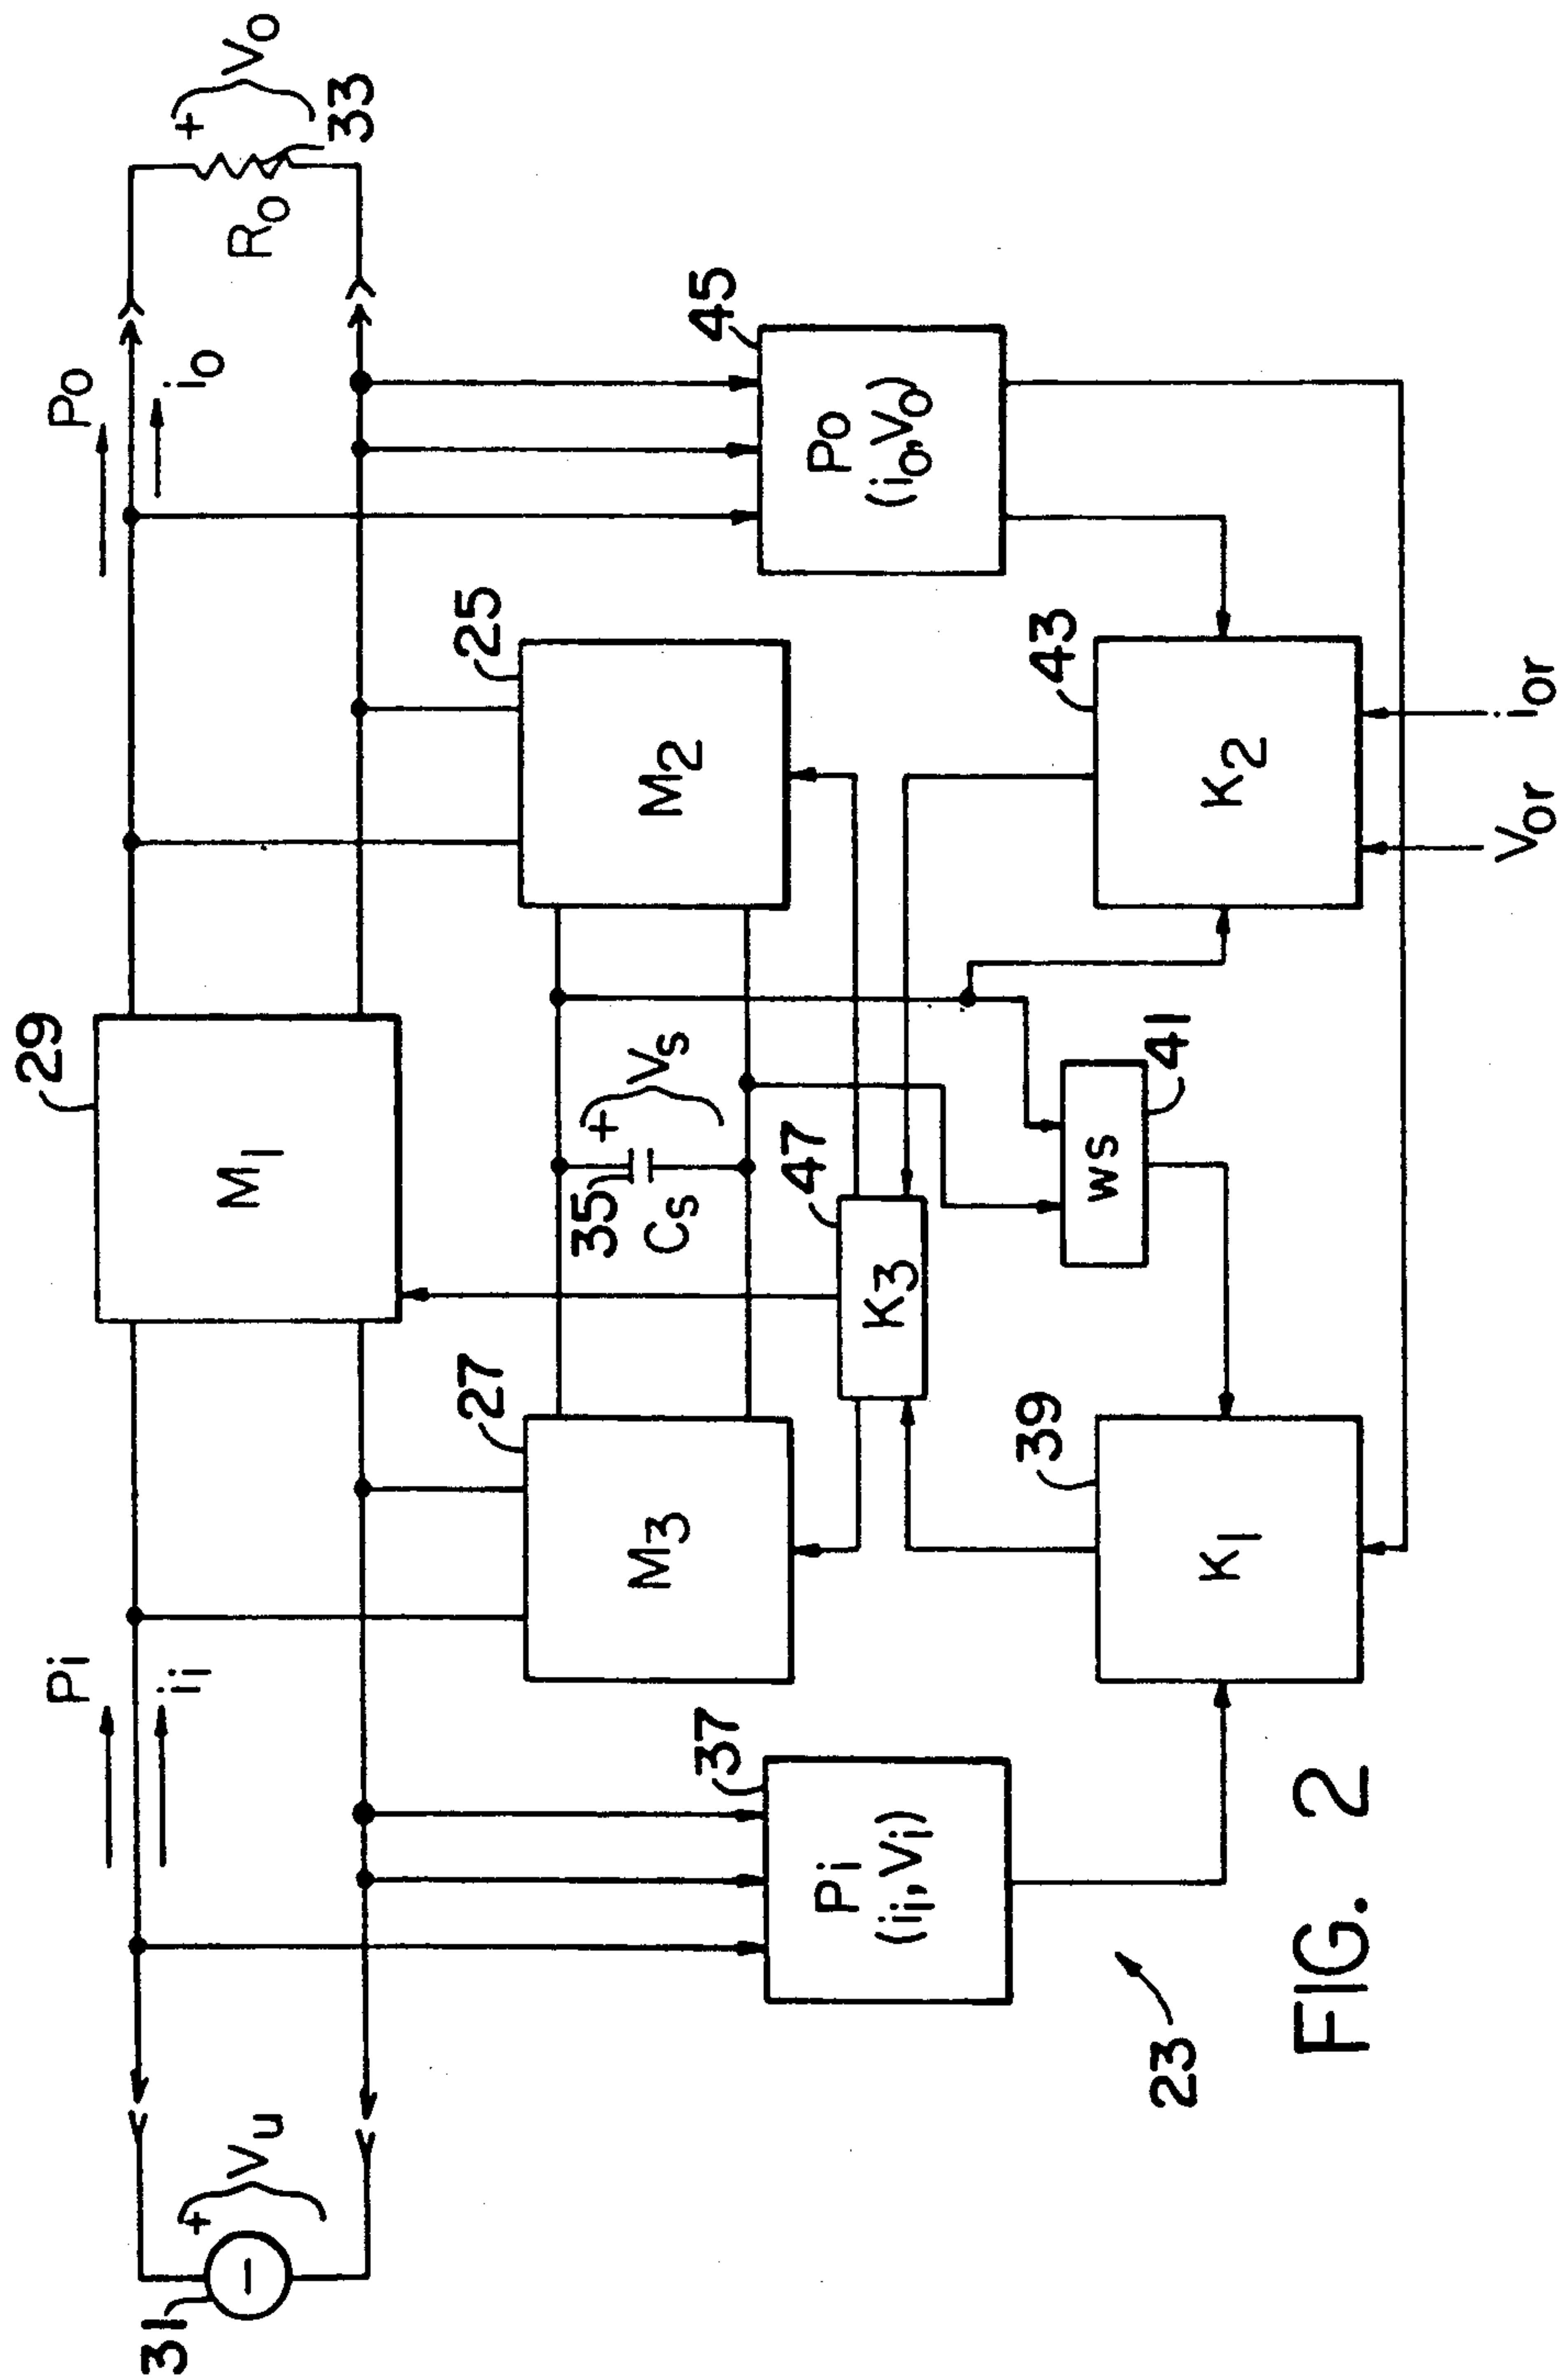 31
+
Vu
Pi
ii
29
M1
Po
io
+
Vo
33
Ro
27
M3
35
+
Vs
Cs
25
M2
37
Pi
(ii, Vi)
47
K3
45
Po
(io, Vo)
39
K1
ws
41
43
K2
Vor
ior
23
FIG. 2